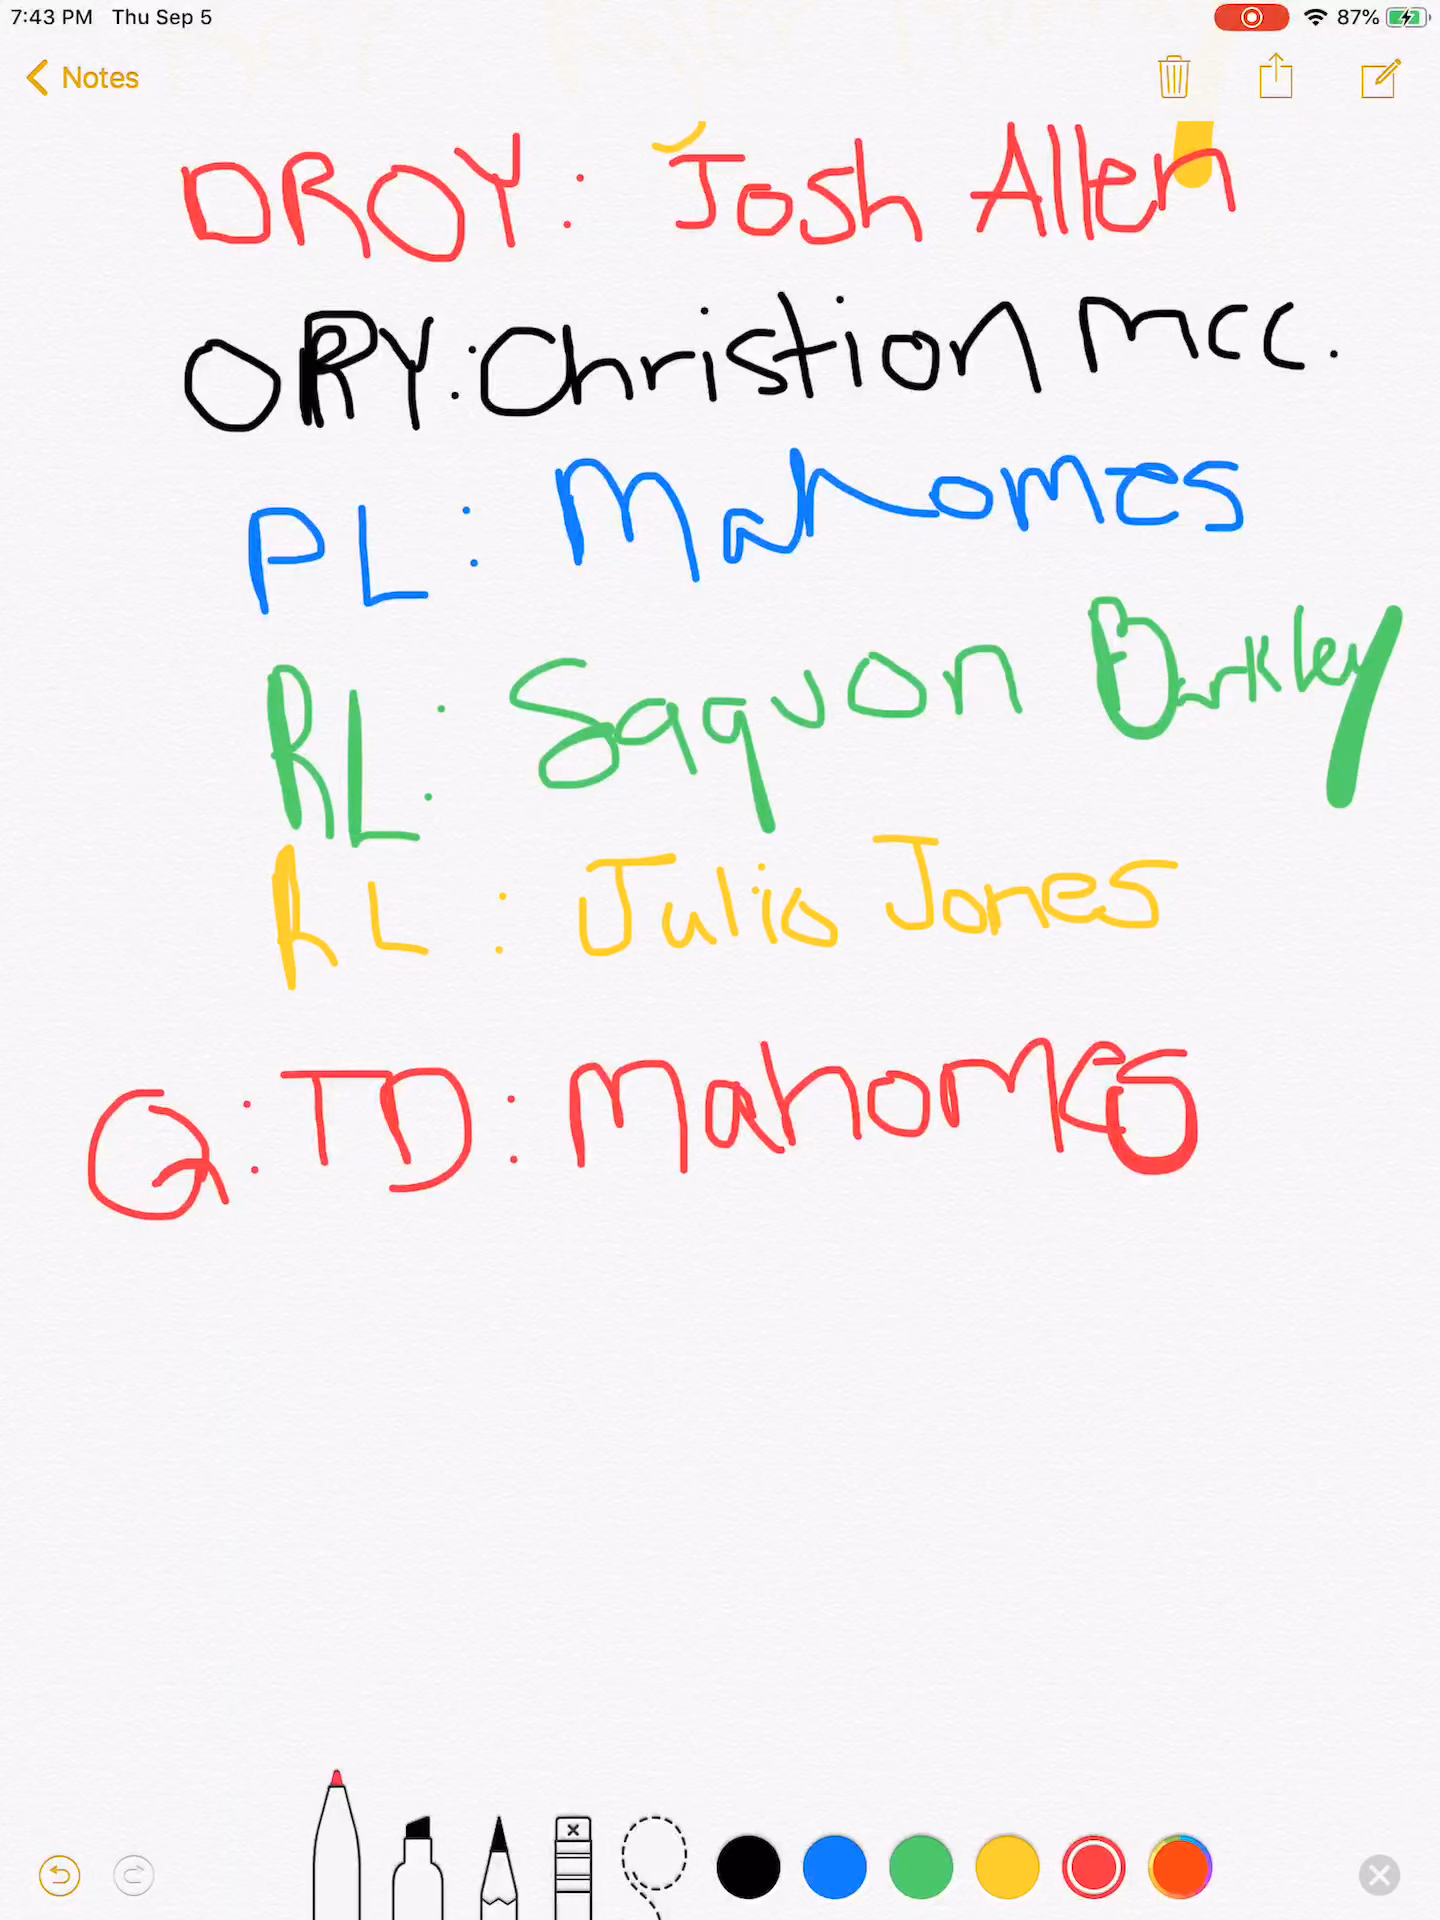 7:43 PM Thu Sep 5 87%
Notes
DROY: Josh Allen
ORY: Christion Mcc.
PL: Mahomes
RL: Saquon Barkley
RL: Julio Jones
Q: TD: Mahomes